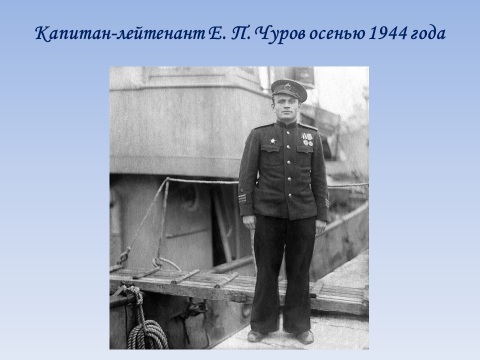 Капитан-лейтенант Е. П. Чуров осенью 1944 года